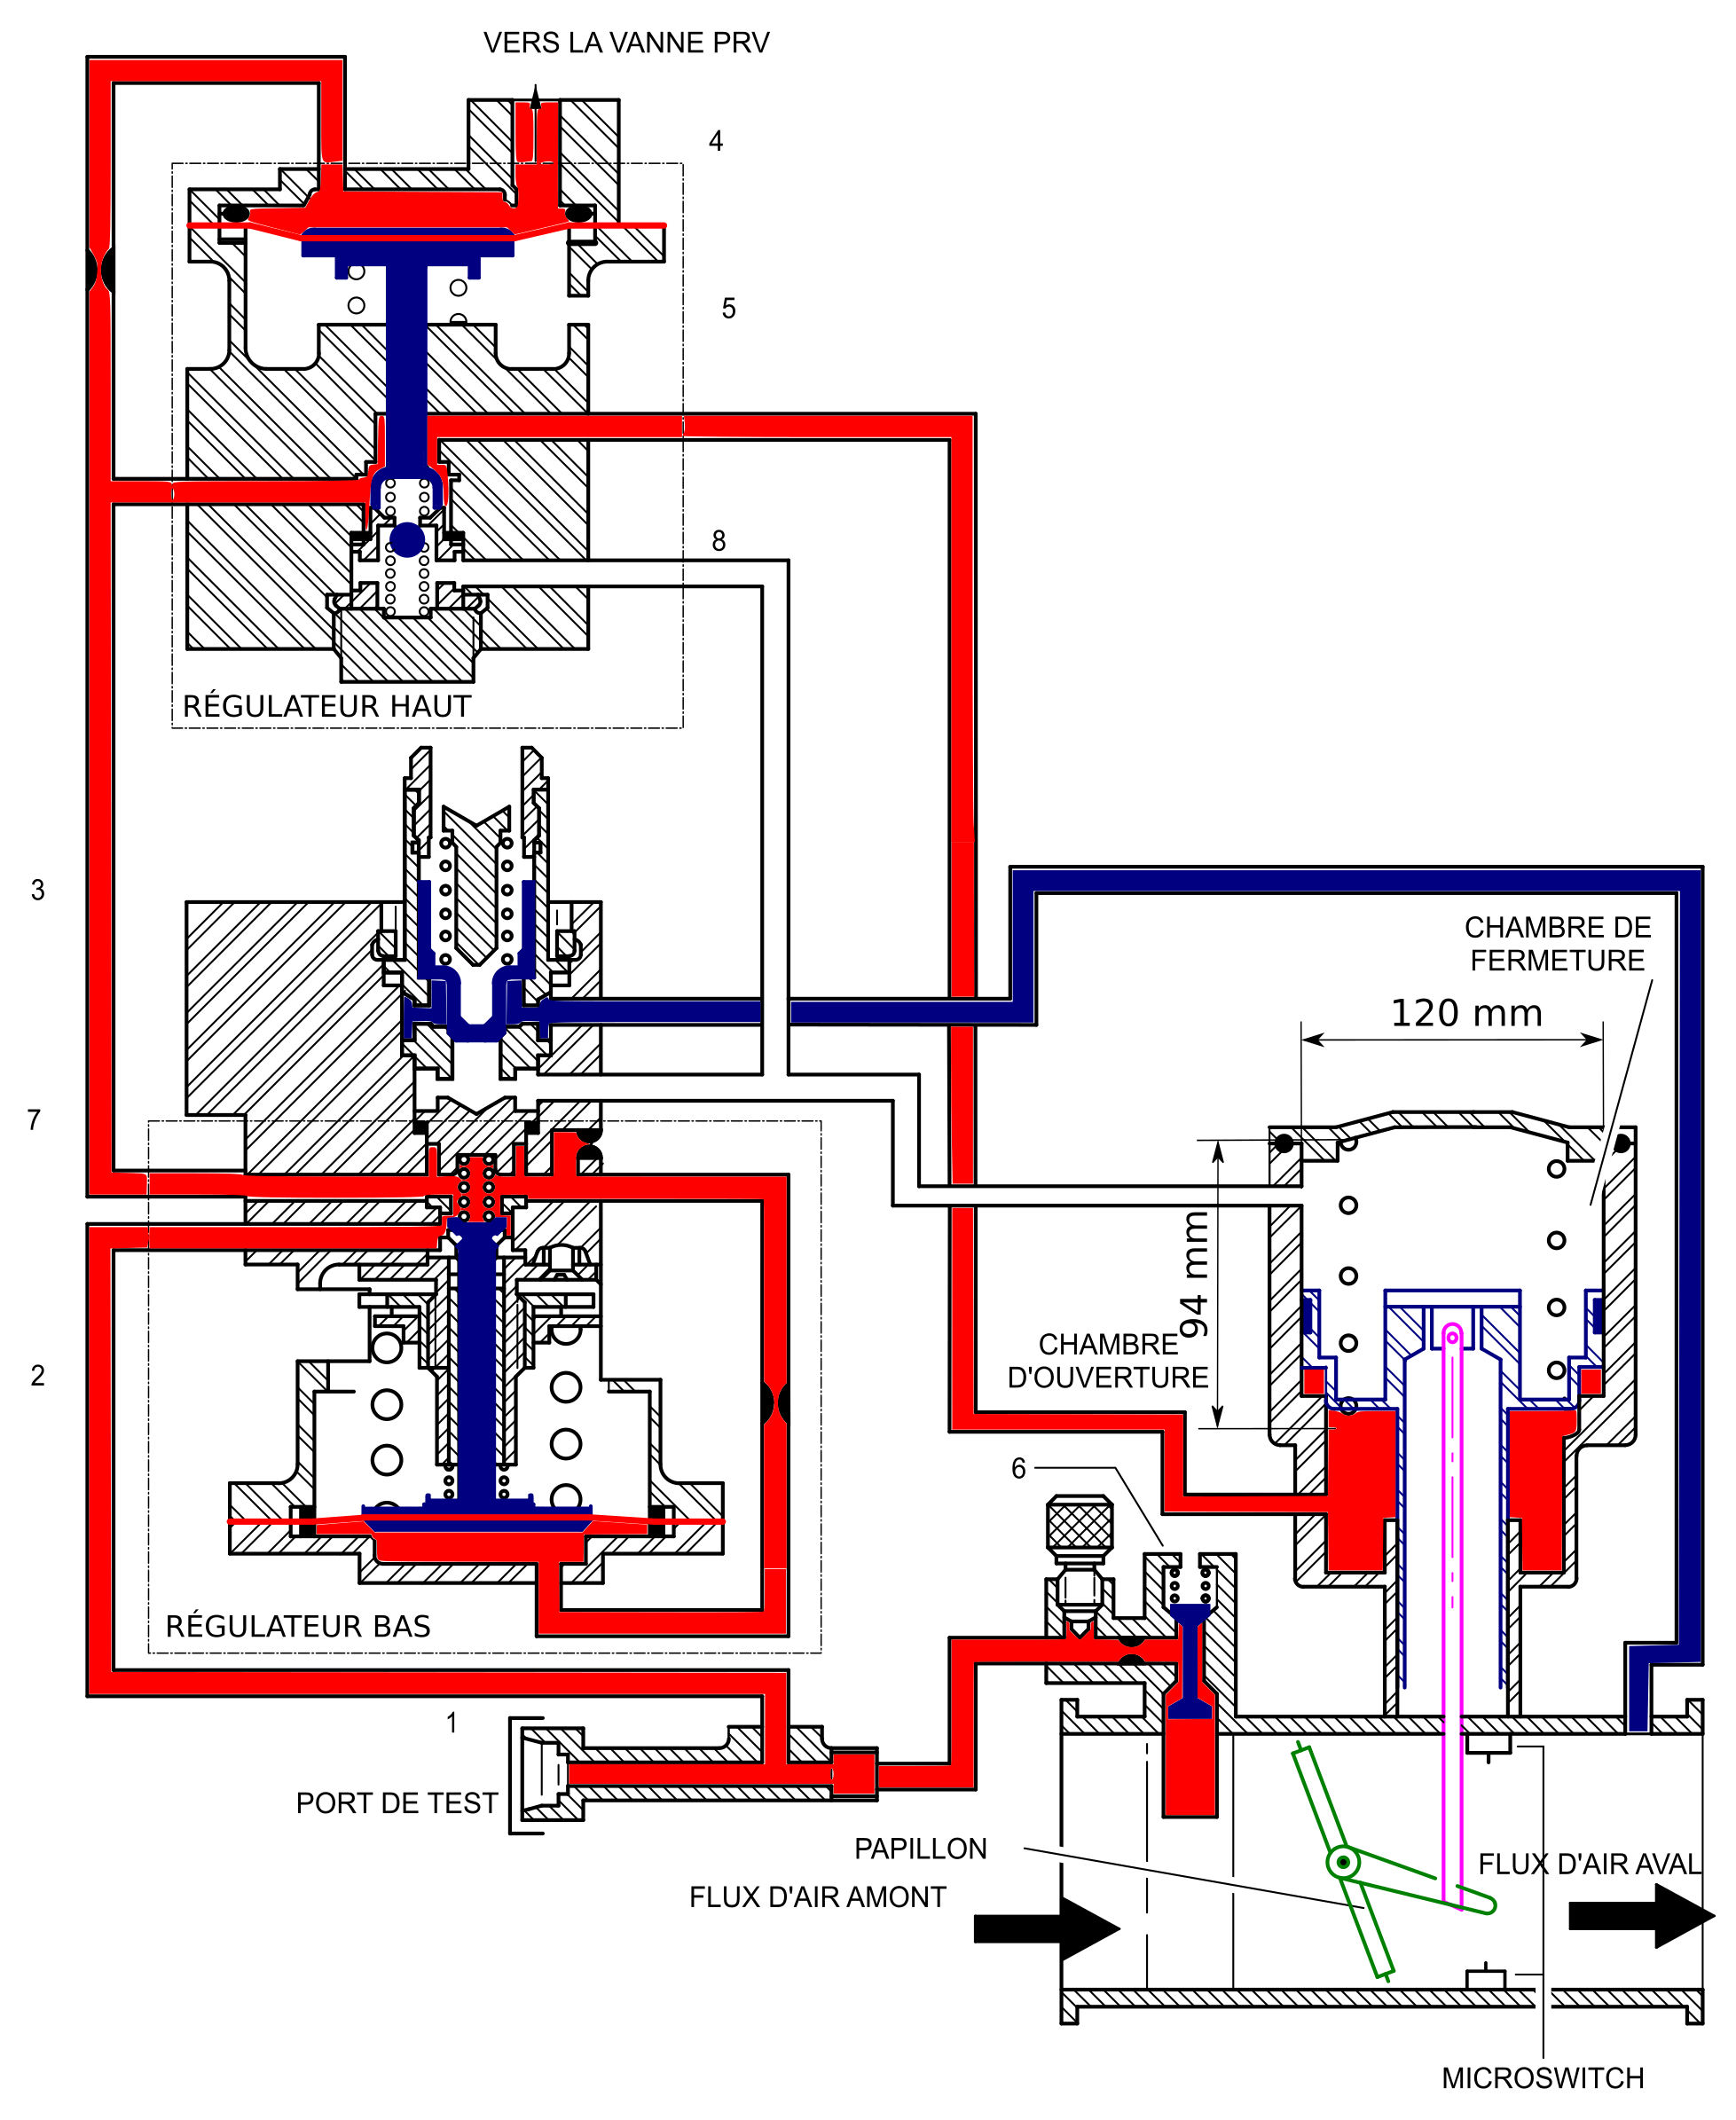 VERS LA VANNE PRV
4
5
8
RÉGULATEUR HAUT
3
CHAMBRE DE
FERMETURE
120 mm
7
94 mm
CHAMBRE
D'OUVERTURE
2
6
RÉGULATEUR BAS
1
PORT DE TEST
PAPILLON
FLUX D'AIR AVAL
FLUX D'AIR AMONT
MICROSWITCH